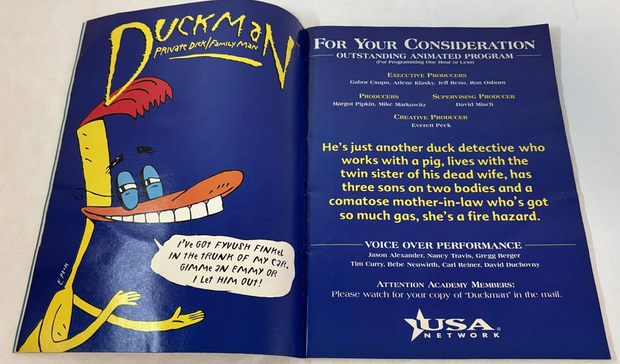 DUCKMAN
PRIVATE DICK/FAMILY MAN
I'VE GOT FYVUSH FINKEL
IN THE TRUNK OF MY CAR.
GIMME AN EMMY OR
I LET HIM OUT!
E. PECK
FOR YOUR CONSIDERATION
OUTSTANDING ANIMATED PROGRAM
(For Programming One Hour or Less)
EXECUTIVE PRODUCERS
Gabor Csupo, Arlene Klasky, Jeff Reno, Ron Osborn
PRODUCERS
Margot Pipkin, Mike Markowitz
SUPERVISING PRODUCER
David Misch
CREATIVE PRODUCER
Everett Peck
He's just another duck detective who
works with a pig, lives with the
twin sister of his dead wife, has
three sons on two bodies and a
comatose mother-in-law who's got
so much gas, she's a fire hazard.
VOICE OVER PERFORMANCE
Jason Alexander, Nancy Travis, Gregg Berger
Tim Curry, Bebe Neuwirth, Carl Reiner, David Duchovny
ATTENTION ACADEMY MEMBERS:
Please watch for your copy of "Duckman" in the mail.
USA
NETWORK